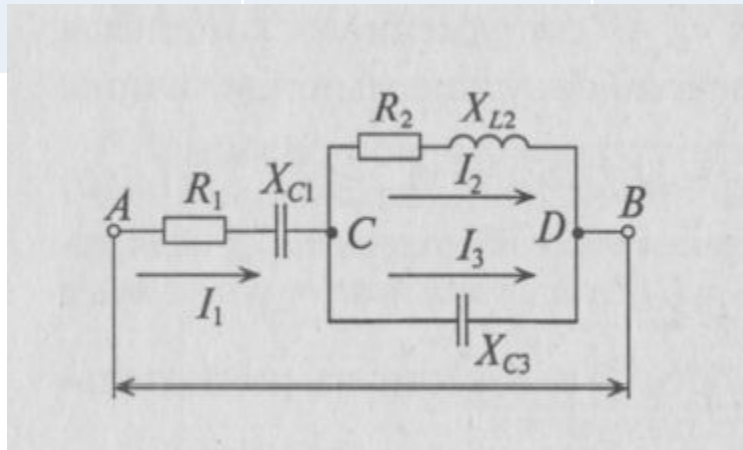 R₂ X_L2
I₂
A R₁ X_C1 C D B
I₃
I₁
X_C3